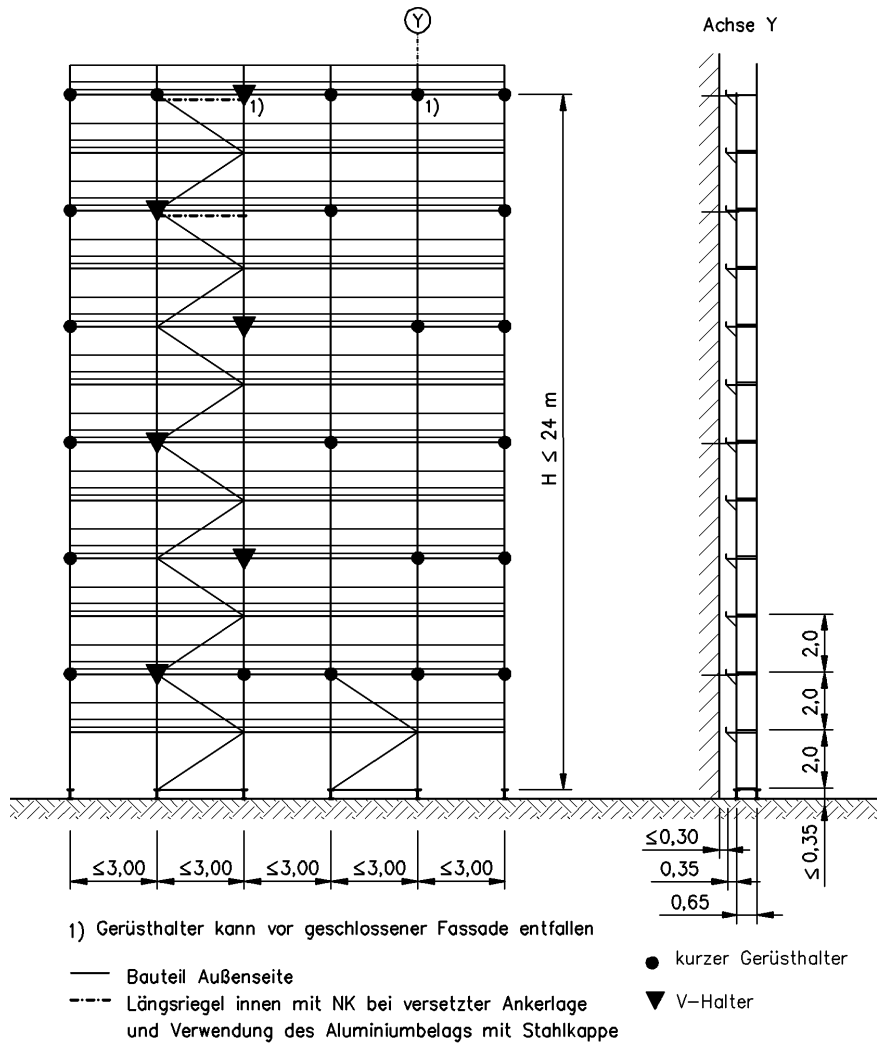 Y
Achse Y
1)
1)
H ≤ 24 m
2,0
2,0
2,0
≤0,35
≤3,00
≤3,00
≤3,00
≤3,00
≤3,00
≤0,30
0,35
0,65
1) Gerüsthalter kann vor geschlossener Fassade entfallen
Bauteil Außenseite
Längsriegel innen mit NK bei versetzter Ankerlage
und Verwendung des Aluminiumbelags mit Stahlkappe
kurzer Gerüsthalter
V-Halter